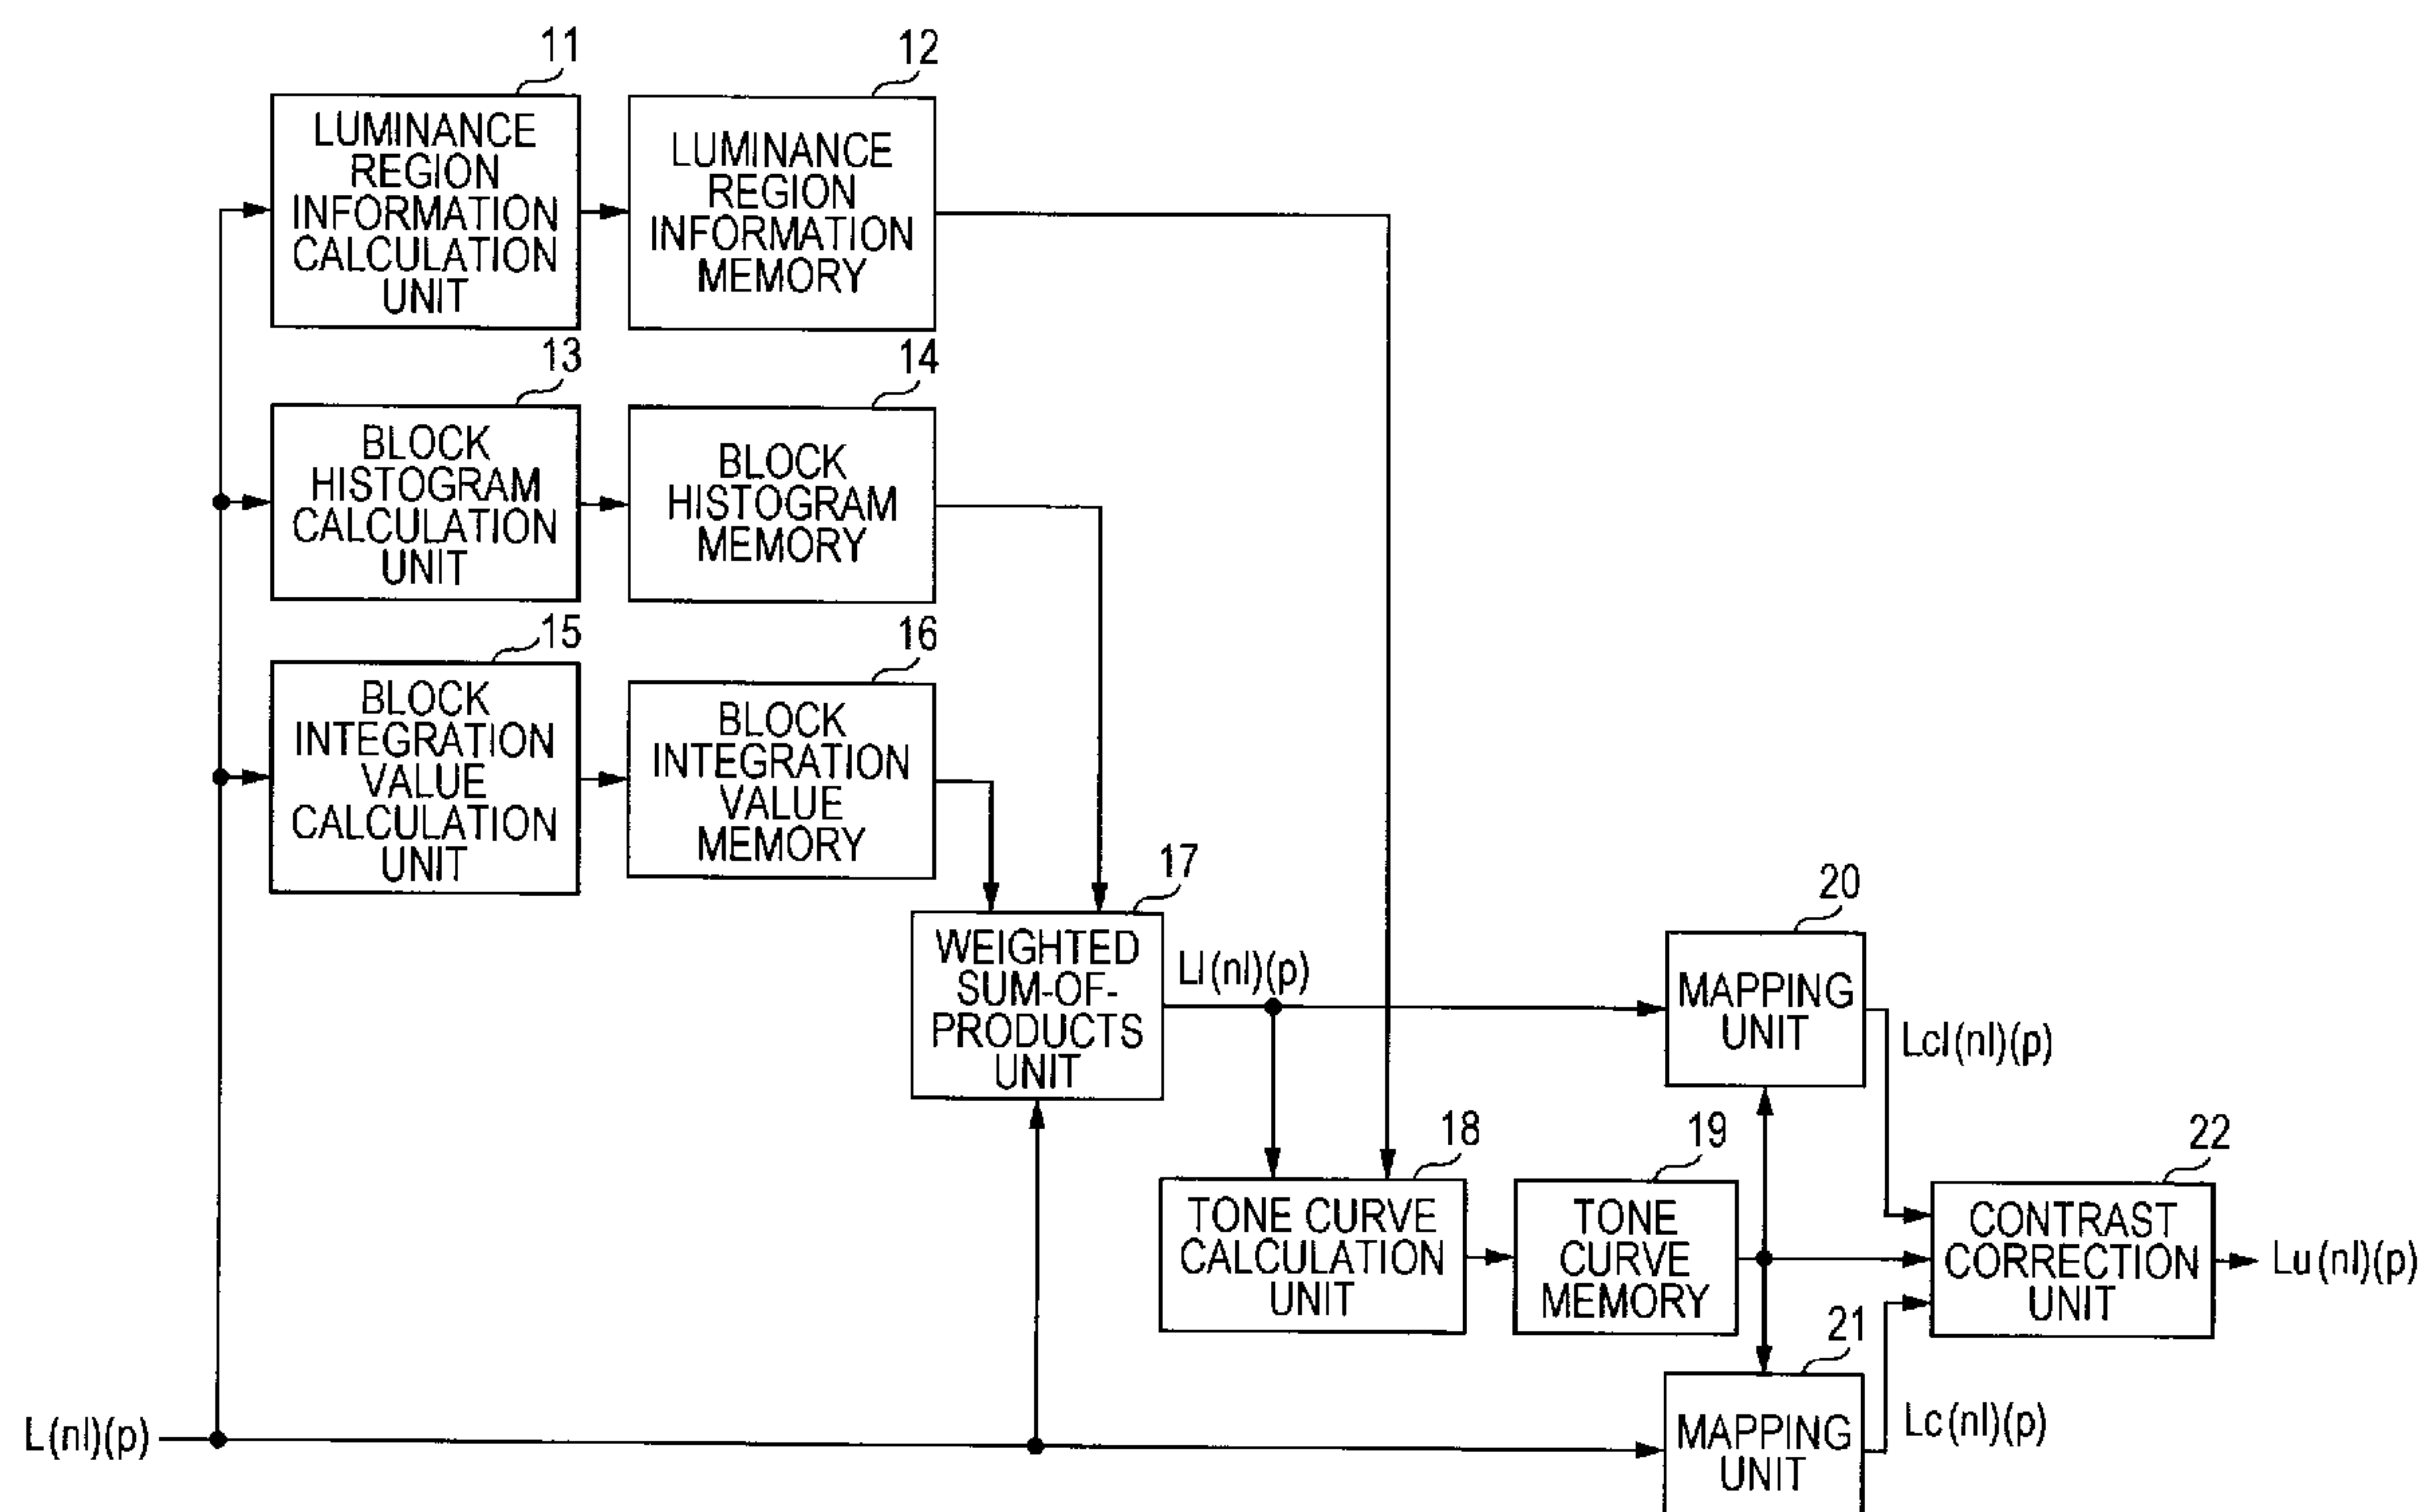 11
12
LUMINANCE
REGION
INFORMATION
CALCULATION
UNIT
LUMINANCE
REGION
INFORMATION
MEMORY
13
14
BLOCK
HISTOGRAM
CALCULATION
UNIT
BLOCK
HISTOGRAM
MEMORY
15
16
BLOCK
INTEGRATION
VALUE
CALCULATION
UNIT
BLOCK
INTEGRATION
VALUE
MEMORY
17
WEIGHTED
SUM-OF-
PRODUCTS
UNIT
Ll(nl)(p)
20
MAPPING
UNIT
Lcl(nl)(p)
18
TONE CURVE
CALCULATION
UNIT
19
TONE
CURVE
MEMORY
22
CONTRAST
CORRECTION
UNIT
Lu(nl)(p)
21
L(nl)(p)
MAPPING
UNIT
Lc(nl)(p)